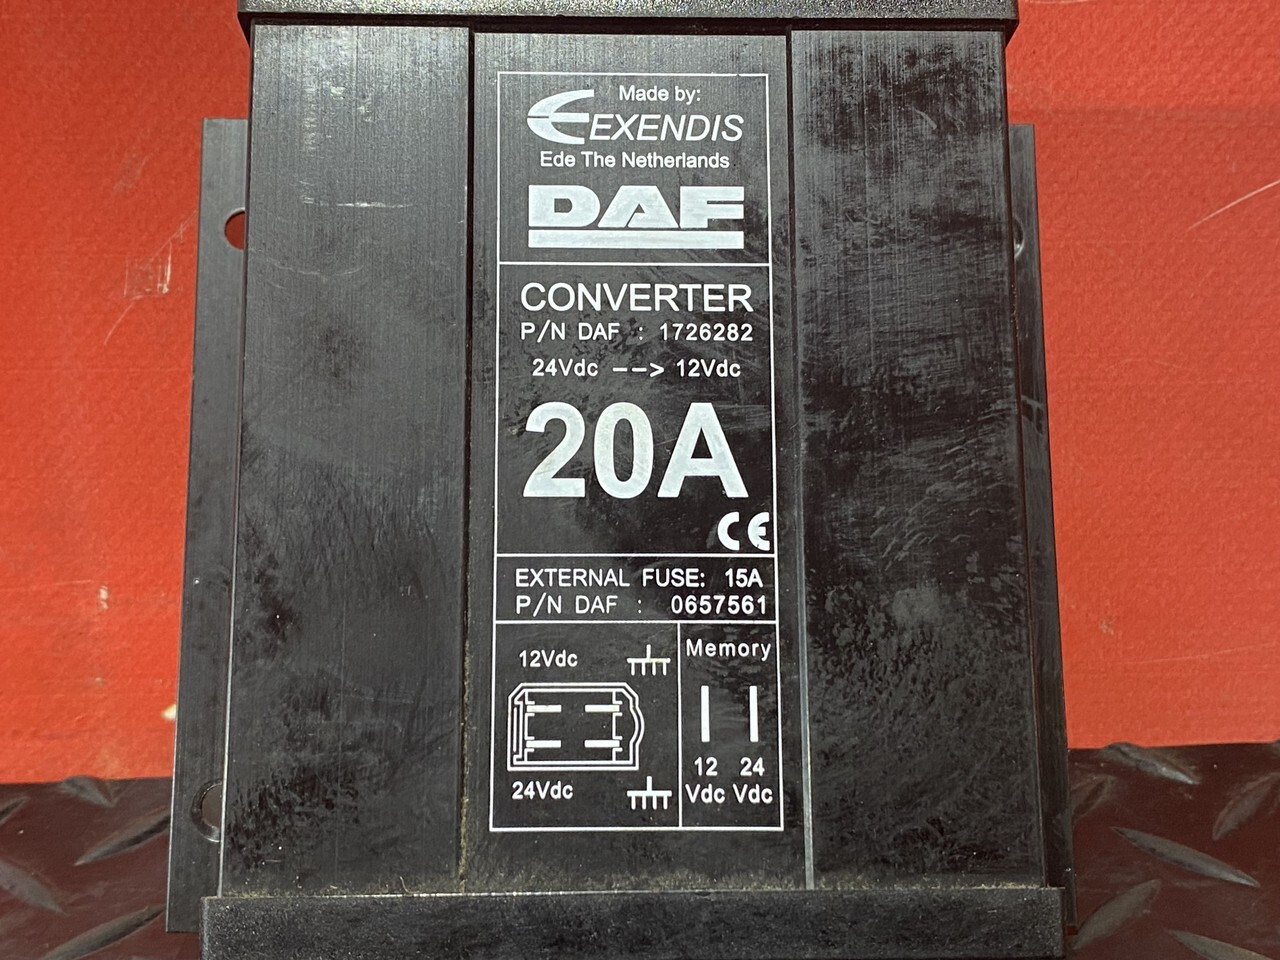 Made by:
EXENDIS
Ede The Netherlands
DAF
CONVERTER
P/N DAF : 1726282
24Vdc --> 12Vdc
20A
CE
EXTERNAL FUSE: 15A
P/N DAF : 0657561
12Vdc
24Vdc
Memory
12 24
Vdc Vdc